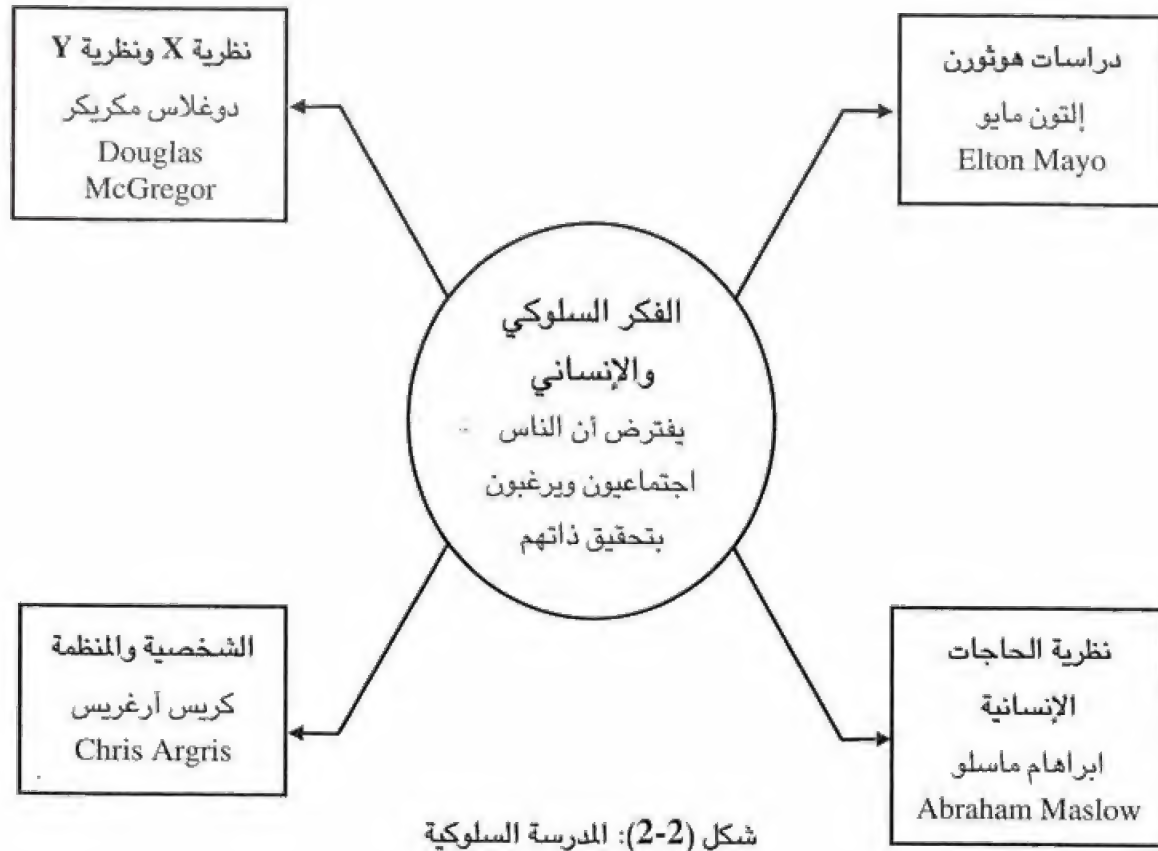 دراسات هوثورن
إلتون مايو
Elton Mayo
نظرية X ونظرية Y
دوغلاس مكريكر
Douglas
McGregor
الفكر السلوكي
والإنساني
يفترض أن الناس
اجتماعيون ويرغبون
بتحقيق ذاتهم
نظرية الحاجات
الإنسانية
ابراهام ماسلو
Abraham Maslow
الشخصية والمنظمة
كريس آرغريس
Chris Argris
شكل (2-2): المدرسة السلوكية